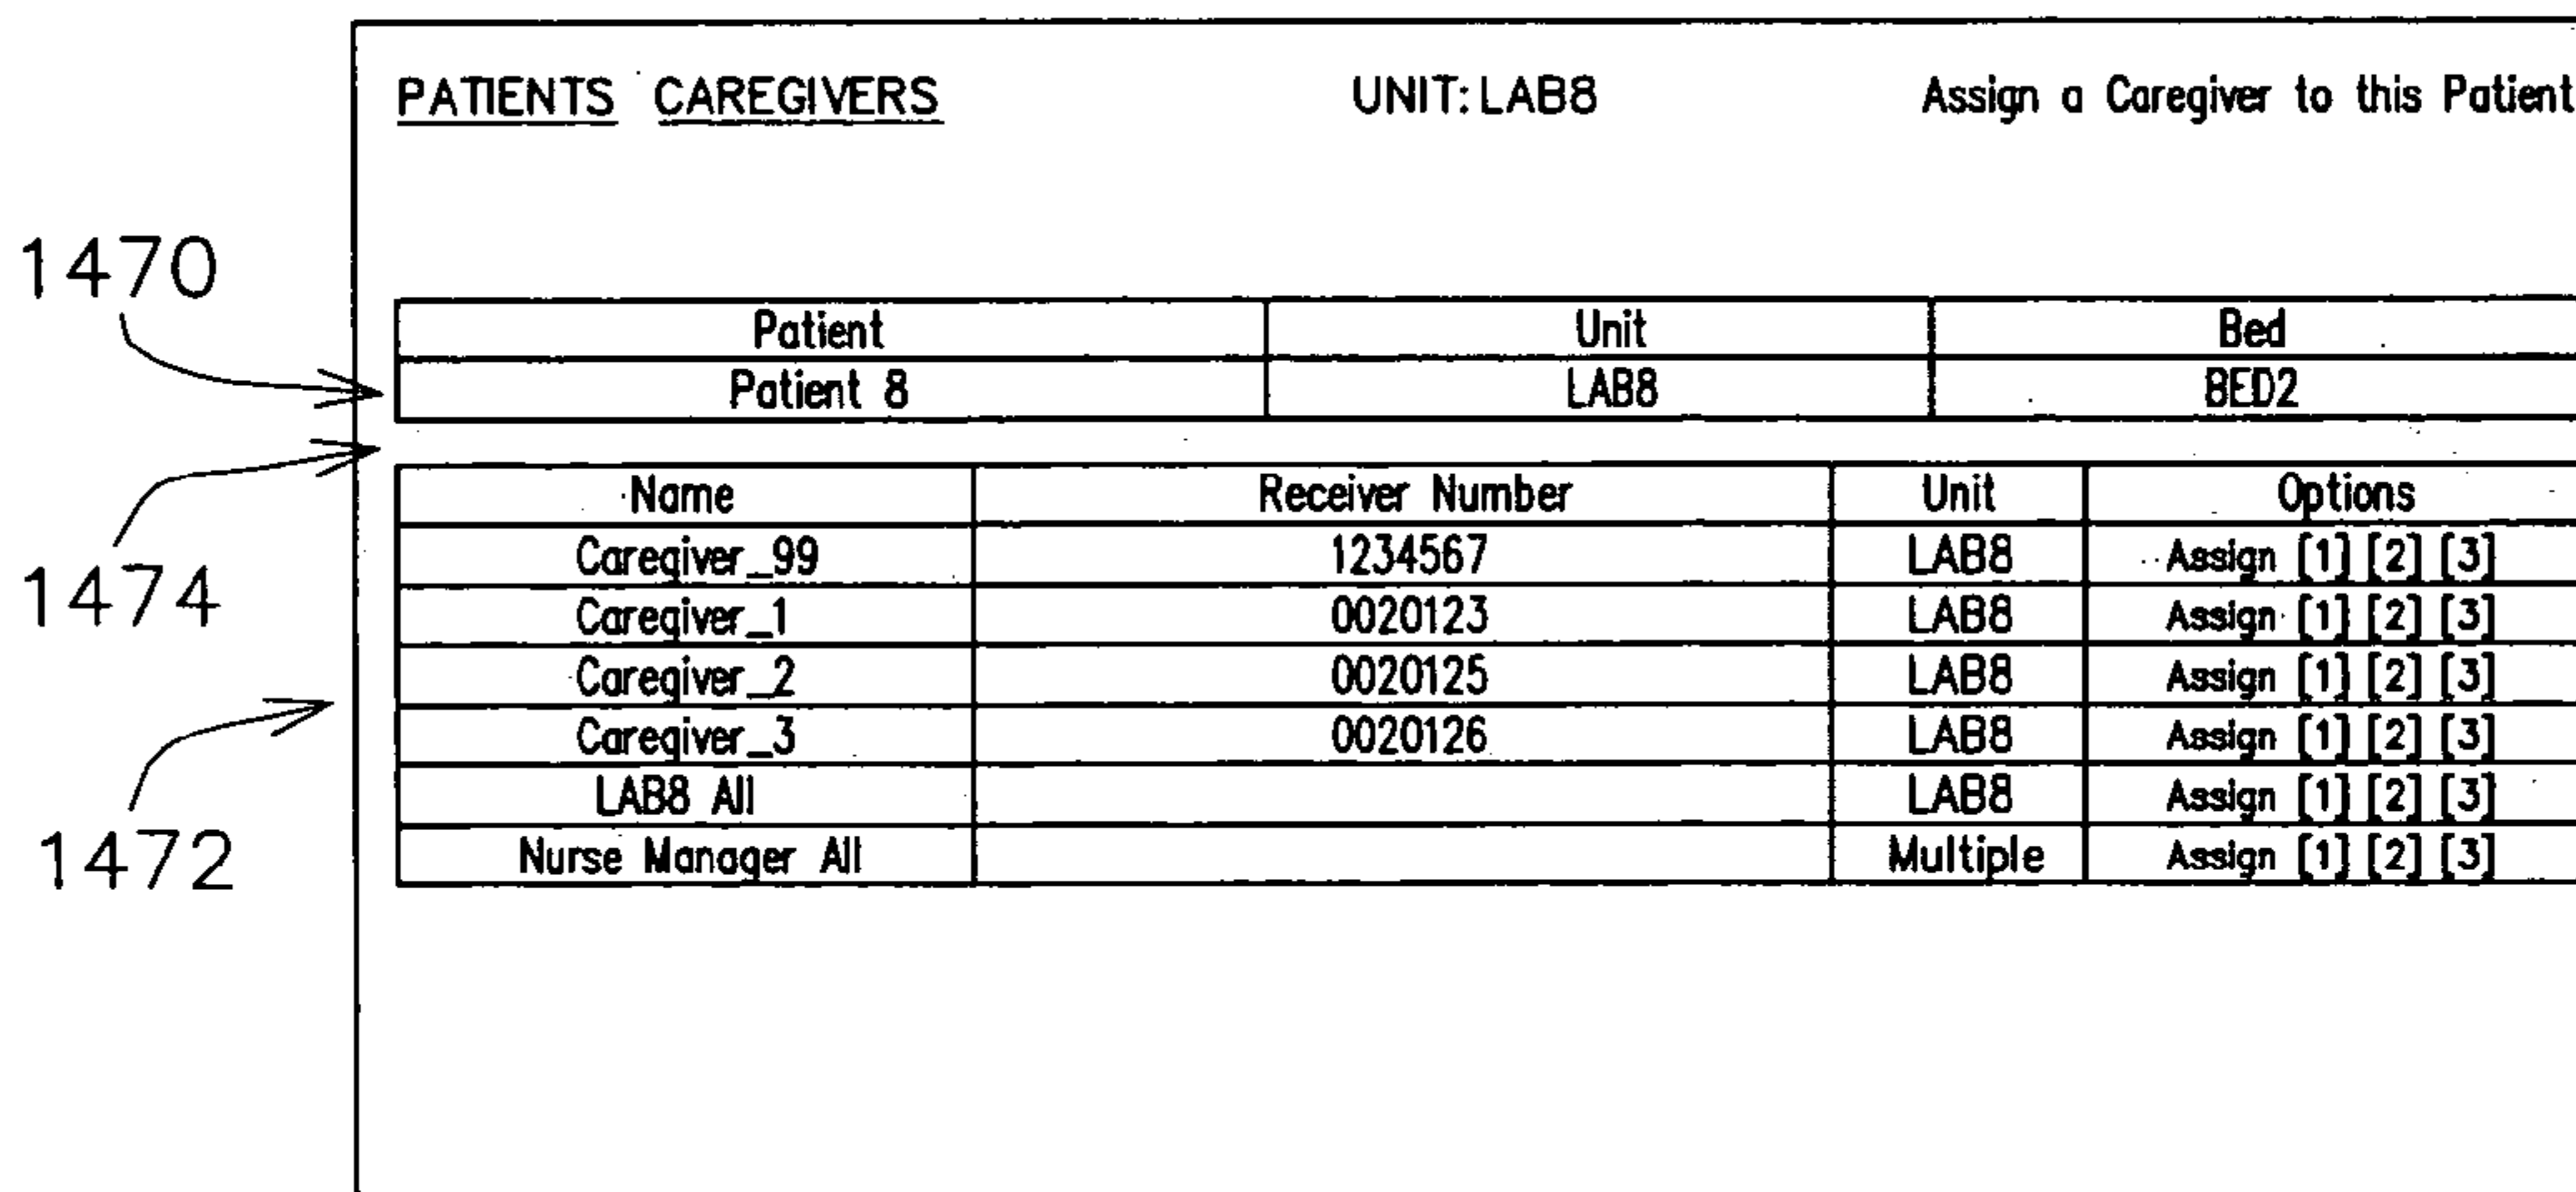 PATIENTS CAREGIVERS UNIT: LAB8 Assign a Caregiver to this Patient
1470
Patient Unit Bed
Patient 8 LAB8 BED2
1474
Name Receiver Number Unit Options
Caregiver_99 1234567 LAB8 Assign [1] [2] [3]
Caregiver_1 0020123 LAB8 Assign [1] [2] [3]
Caregiver_2 0020125 LAB8 Assign [1] [2] [3]
Caregiver_3 0020126 LAB8 Assign [1] [2] [3]
LAB8 All LAB8 Assign [1] [2] [3]
1472
Nurse Manager All Multiple Assign [1] [2] [3]